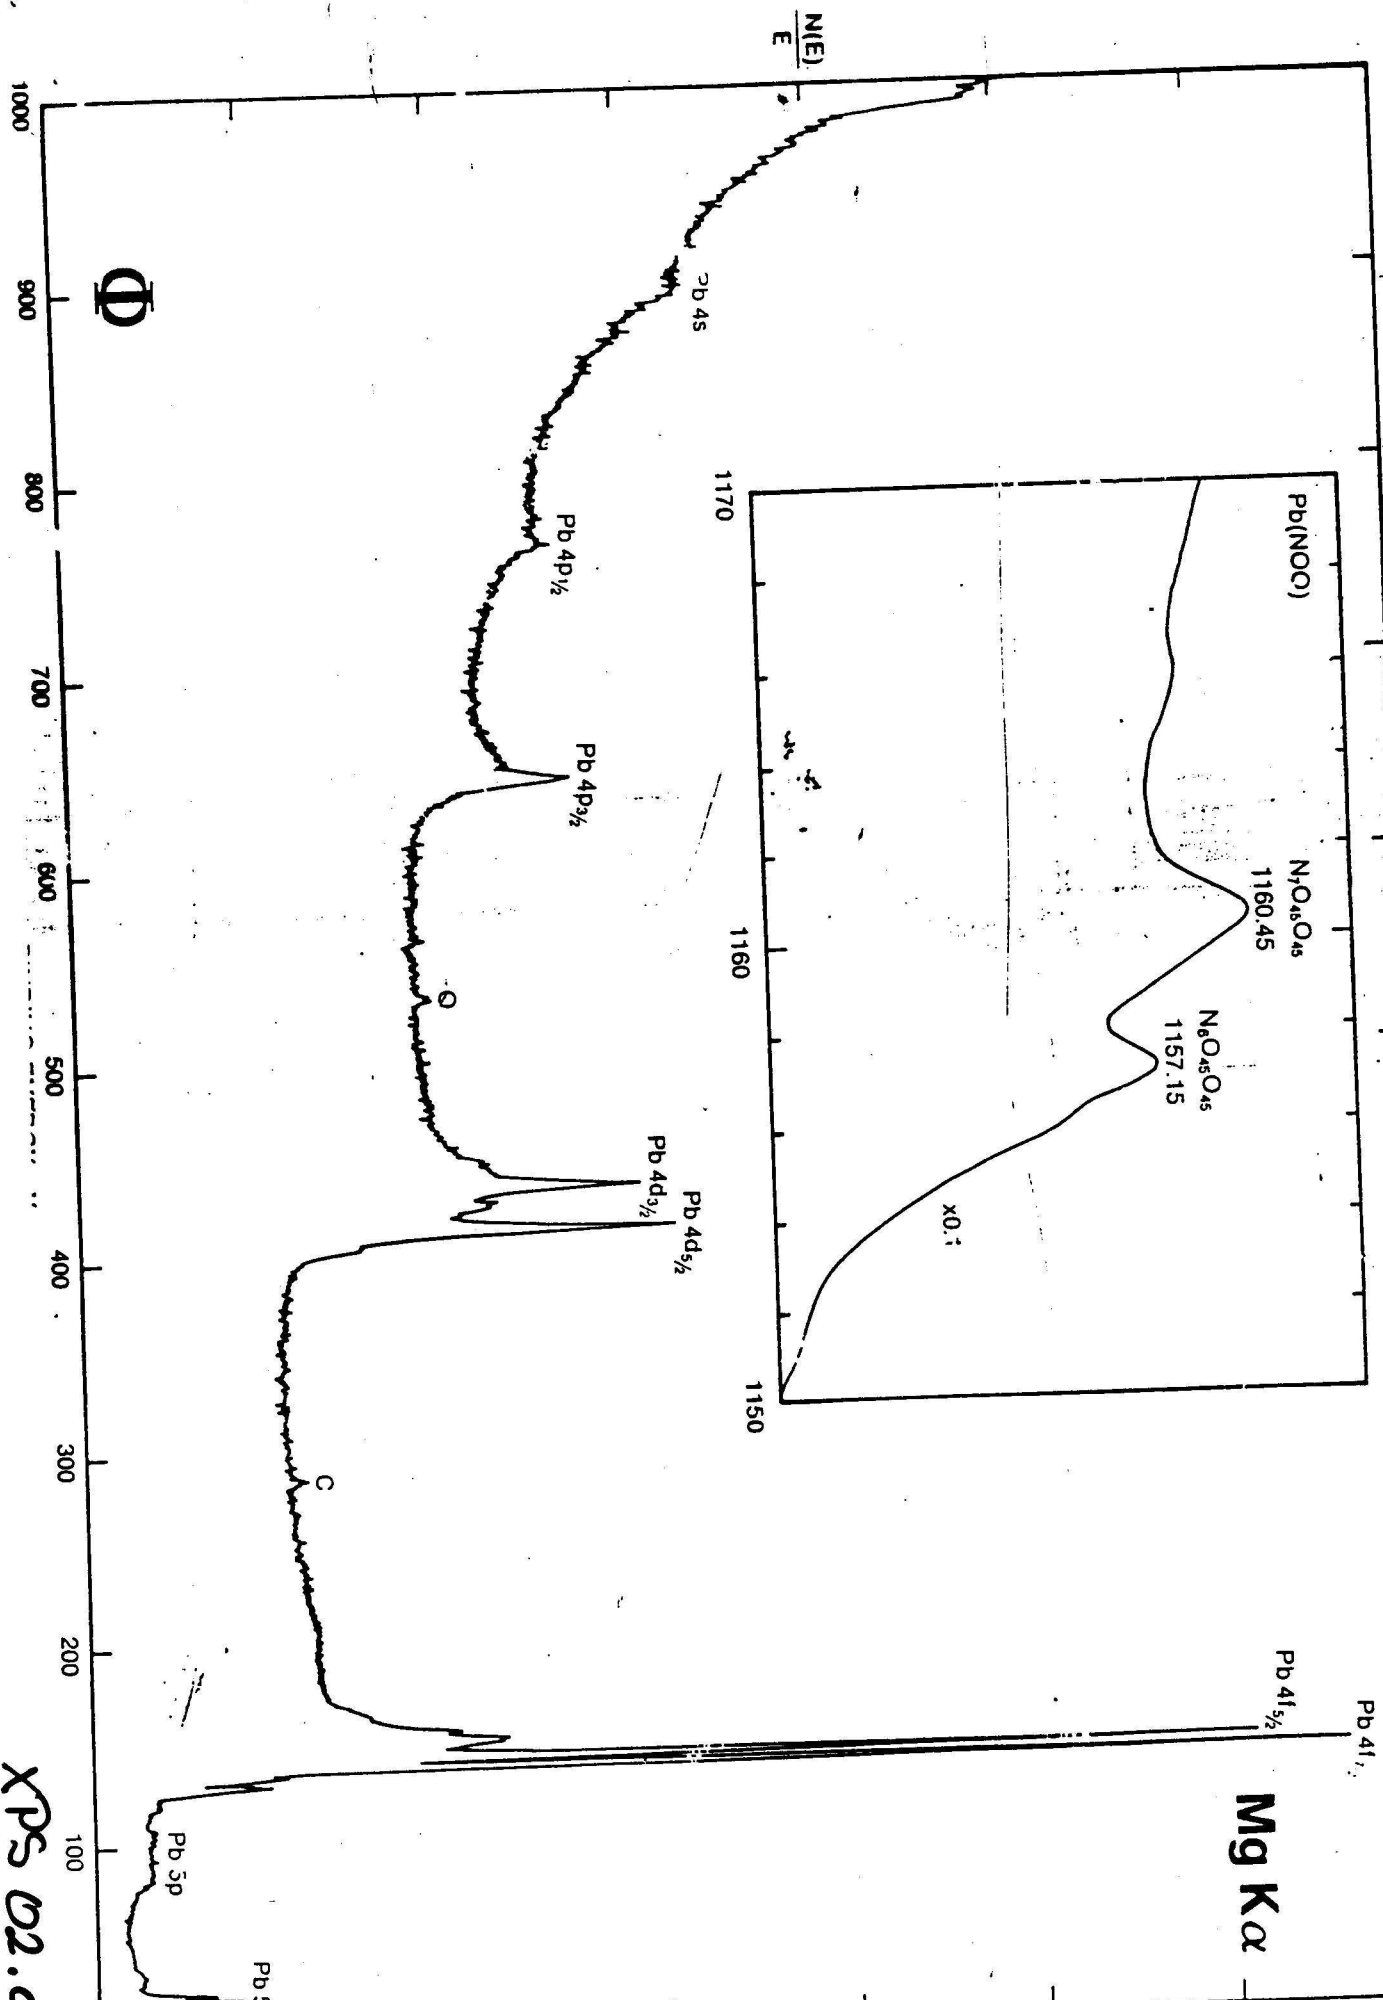 N(E)
E
Mg Kα
Pb 4s
Pb 4p1/2
Pb 4p3/2
O
Pb 4d3/2
Pb 4d5/2
C
Pb 4f5/2
Pb 4f7
Pb 5p
Pb
Pb(NOO)
N7O45O45
1160.45
N6O45O45
1157.15
x0.1
1170
1160
1150
Φ
1000
900
800
700
600
500
400
300
200
100
XPS 02.